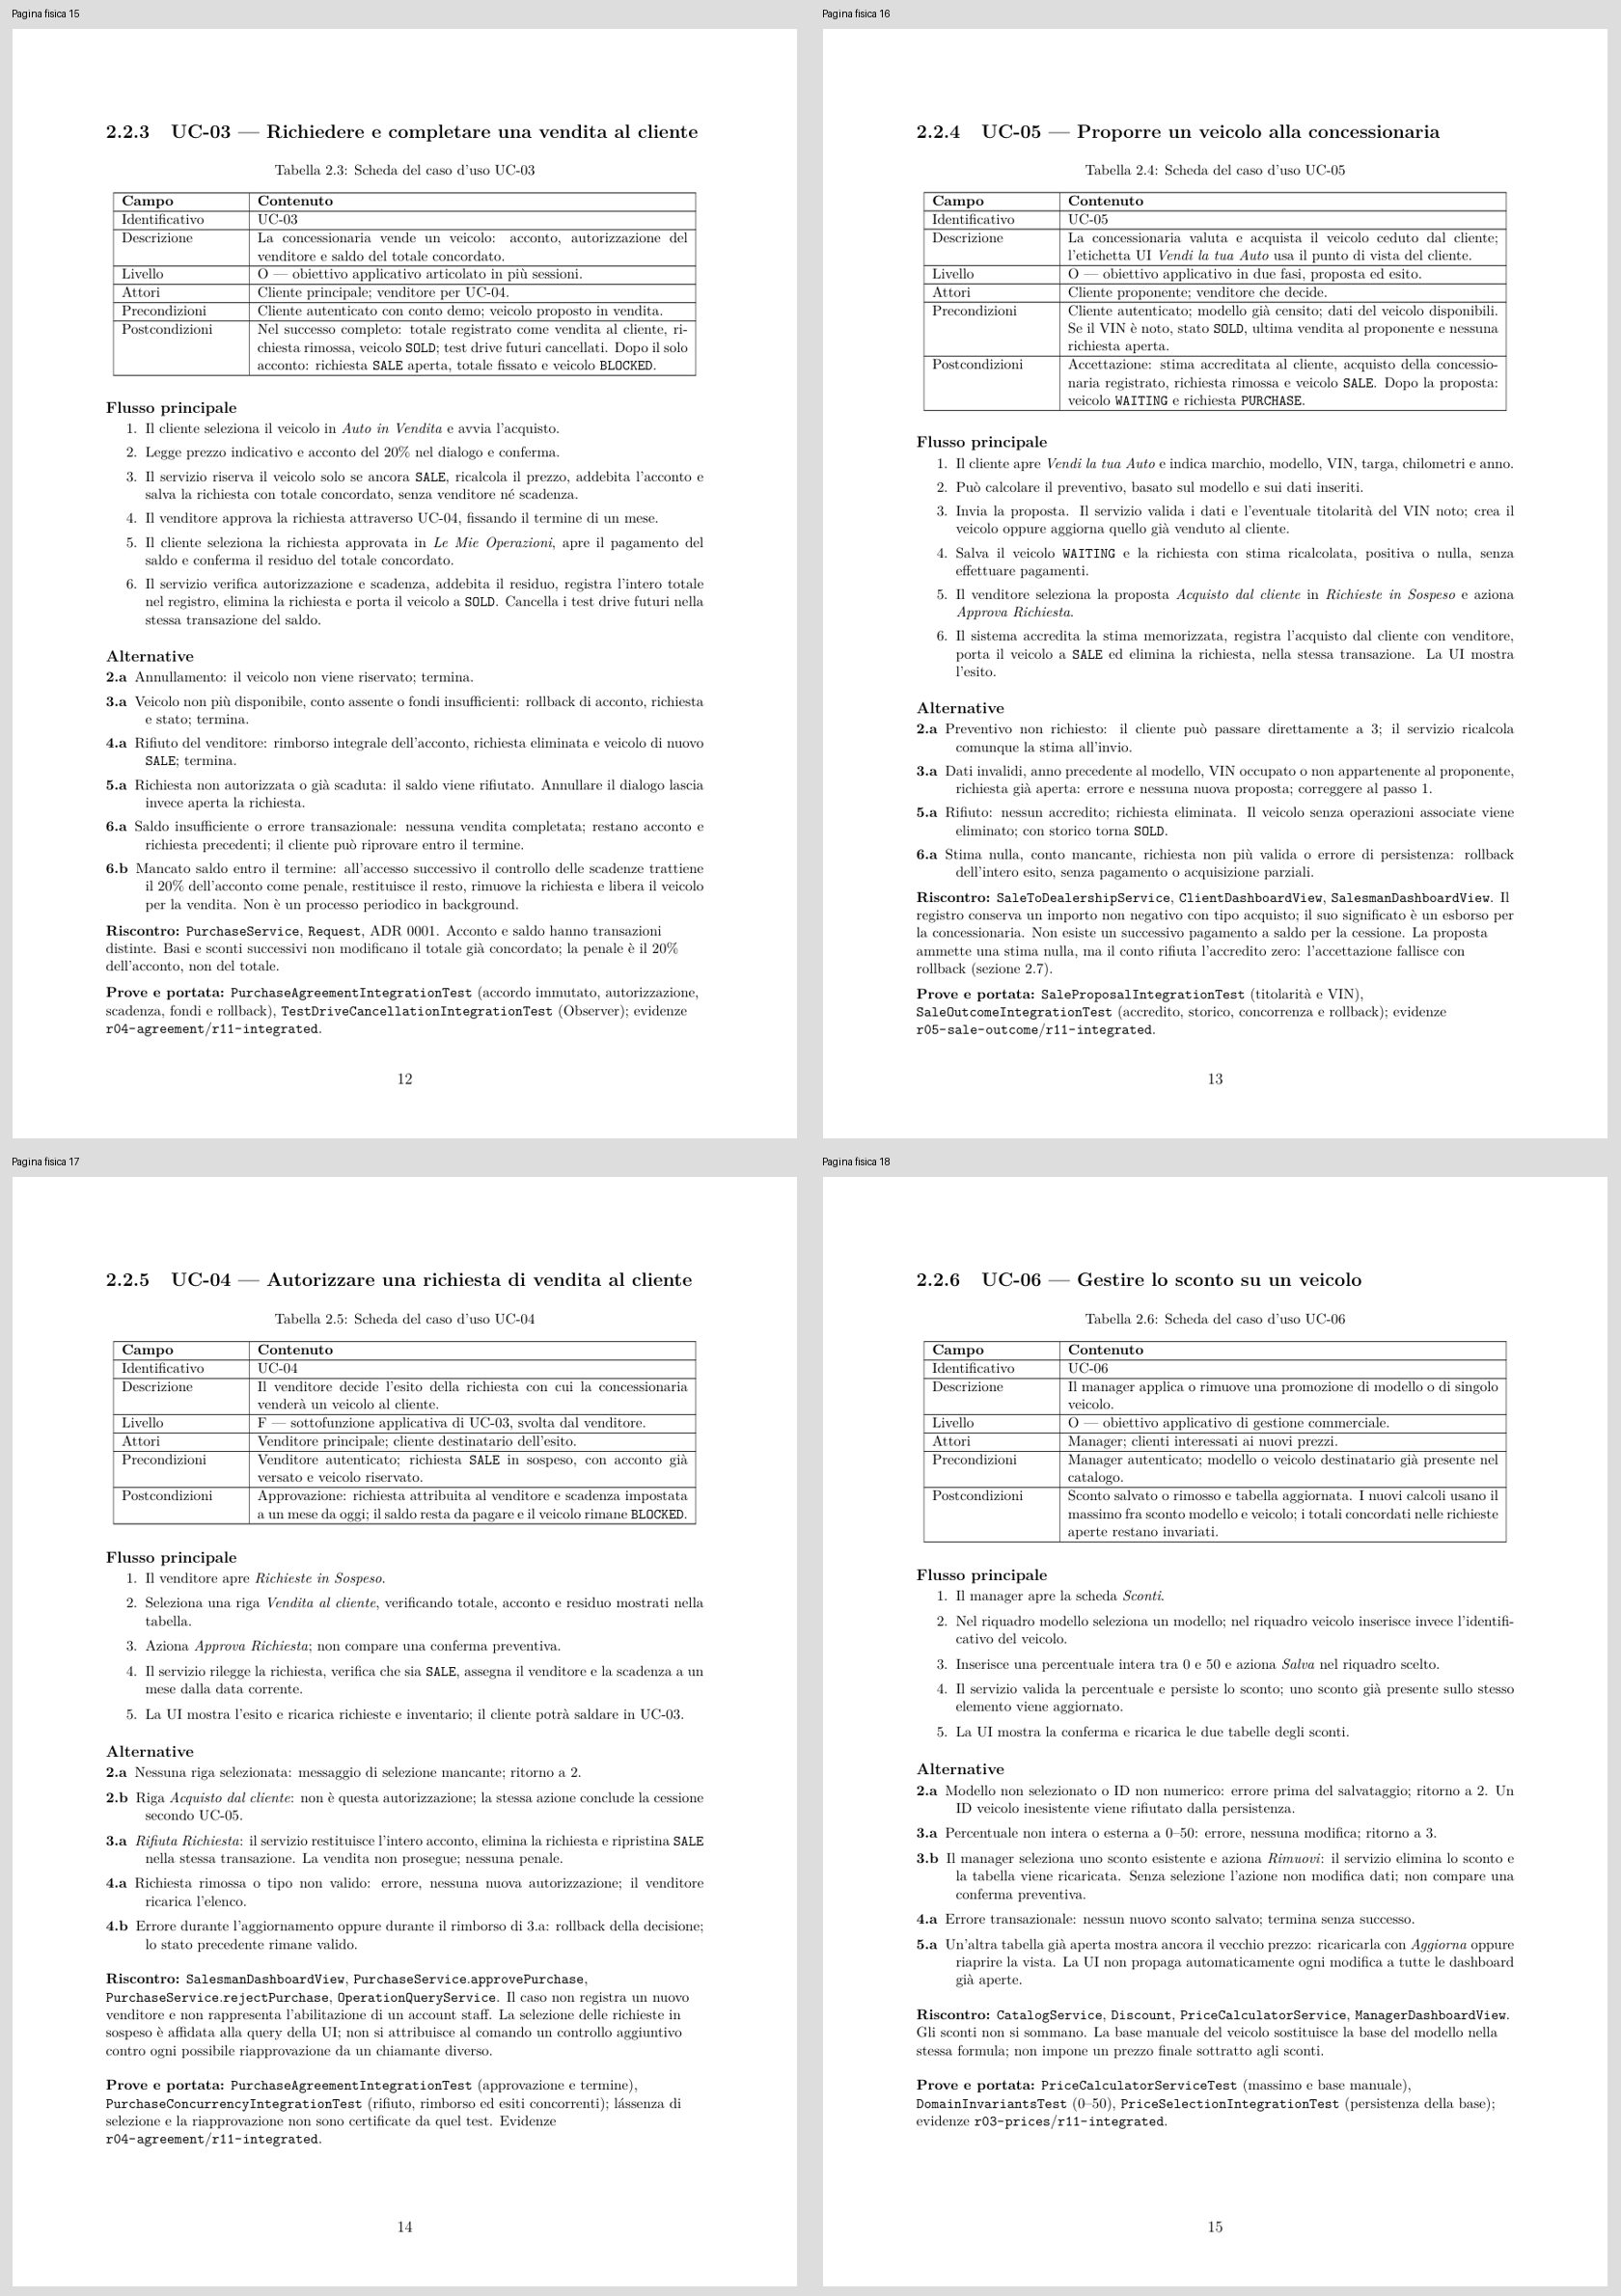 Pagina fisica 15
2.2.3 UC-03 — Richiedere e completare una vendita al cliente
Tabella 2.3: Scheda del caso d'uso UC-03
Campo Contenuto
Identificativo UC-03
Descrizione La concessionaria vende un veicolo: acconto, autorizzazione del
venditore e saldo del totale concordato.
Livello O — obiettivo applicativo articolato in più sessioni.
Attori Cliente principale; venditore per UC-04.
Precondizioni Cliente autenticato con conto demo; veicolo proposto in vendita.
Postcondizioni Nel successo completo: totale registrato come vendita al cliente, ri-
chiesta rimossa, veicolo SOLD; test drive futuri cancellati. Dopo il solo
acconto: richiesta SALE aperta, totale fissato e veicolo BLOCKED.
Flusso principale
1. Il cliente seleziona il veicolo in Auto in Vendita e avvia l'acquisto.
2. Legge prezzo indicativo e acconto del 20% nel dialogo e conferma.
3. Il servizio riserva il veicolo solo se ancora SALE, ricalcola il prezzo, addebita l'acconto e
salva la richiesta con totale concordato, senza venditore né scadenza.
4. Il venditore approva la richiesta attraverso UC-04, fissando il termine di un mese.
5. Il cliente seleziona la richiesta approvata in Le Mie Operazioni, apre il pagamento del
saldo e conferma il residuo del totale concordato.
6. Il servizio verifica autorizzazione e scadenza, addebita il residuo, registra l'intero totale
nel registro, elimina la richiesta e porta il veicolo a SOLD. Cancella i test drive futuri nella
stessa transazione del saldo.
Alternative
2.a Annullamento: il veicolo non viene riservato; termina.
3.a Veicolo non più disponibile, conto assente o fondi insufficienti: rollback di acconto, richiesta
e stato; termina.
4.a Rifiuto del venditore: rimborso integrale dell'acconto, richiesta eliminata e veicolo di nuovo
SALE; termina.
5.a Richiesta non autorizzata o già scaduta: il saldo viene rifiutato. Annullare il dialogo lascia
invece aperta la richiesta.
6.a Saldo insufficiente o errore transazionale: nessuna vendita completata; restano acconto e
richiesta precedenti; il cliente può riprovare entro il termine.
6.b Mancato saldo entro il termine: all'accesso successivo il controllo delle scadenze trattiene
il 20% dell'acconto come penale, restituisce il resto, rimuove la richiesta e libera il veicolo
per la vendita. Non è un processo periodico in background.
Riscontro: PurchaseService, Request, ADR 0001. Acconto e saldo hanno transazioni
distinte. Basi e sconti successivi non modificano il totale già concordato; la penale è il 20%
dell'acconto, non del totale.
Prove e portata: PurchaseAgreementIntegrationTest (accordo immutato, autorizzazione,
scadenza, fondi e rollback), TestDriveCancellationIntegrationTest (Observer); evidenze
r04-agreement/r11-integrated.
12
Pagina fisica 16
2.2.4 UC-05 — Proporre un veicolo alla concessionaria
Tabella 2.4: Scheda del caso d'uso UC-05
Campo Contenuto
Identificativo UC-05
Descrizione La concessionaria valuta e acquista il veicolo ceduto dal cliente;
l'etichetta UI Vendi la tua Auto usa il punto di vista del cliente.
Livello O — obiettivo applicativo in due fasi, proposta ed esito.
Attori Cliente proponente; venditore che decide.
Precondizioni Cliente autenticato; modello già censito; dati del veicolo disponibili.
Se il VIN è noto, stato SOLD, ultima vendita al proponente e nessuna
richiesta aperta.
Postcondizioni Accettazione: stima accreditata al cliente, acquisto della concessio-
naria registrato, richiesta rimossa e veicolo SALE. Dopo la proposta:
veicolo WAITING e richiesta PURCHASE.
Flusso principale
1. Il cliente apre Vendi la tua Auto e indica marchio, modello, VIN, targa, chilometri e anno.
2. Può calcolare il preventivo, basato sul modello e sui dati inseriti.
3. Invia la proposta. Il servizio valida i dati e l'eventuale titolarità del VIN noto; crea il
veicolo oppure aggiorna quello già venduto al cliente.
4. Salva il veicolo WAITING e la richiesta con stima ricalcolata, positiva o nulla, senza
effettuare pagamenti.
5. Il venditore seleziona la proposta Acquisto dal cliente in Richieste in Sospeso e aziona
Approva Richiesta.
6. Il sistema accredita la stima memorizzata, registra l'acquisto dal cliente con venditore,
porta il veicolo a SALE ed elimina la richiesta, nella stessa transazione. La UI mostra
l'esito.
Alternative
2.a Preventivo non richiesto: il cliente può passare direttamente a 3; il servizio ricalcola
comunque la stima all'invio.
3.a Dati invalidi, anno precedente al modello, VIN occupato o non appartenente al proponente,
richiesta già aperta: errore e nessuna nuova proposta; correggere al passo 1.
5.a Rifiuto: nessun accredito; richiesta eliminata. Il veicolo senza operazioni associate viene
eliminato; con storico torna SOLD.
6.a Stima nulla, conto mancante, richiesta non più valida o errore di persistenza: rollback
dell'intero esito, senza pagamento o acquisizione parziali.
Riscontro: SaleToDealershipService, ClientDashboardView, SalesmanDashboardView. Il
registro conserva un importo non negativo con tipo acquisto; il suo significato è un esborso per
la concessionaria. Non esiste un successivo pagamento a saldo per la cessione. La proposta
ammette una stima nulla, ma il conto rifiuta l'accredito zero: l'accettazione fallisce con
rollback (sezione 2.7).
Prove e portata: SaleProposalIntegrationTest (titolarità e VIN),
SaleOutcomeIntegrationTest (accredito, storico, concorrenza e rollback); evidenze
r05-sale-outcome/r11-integrated.
13
Pagina fisica 17
2.2.5 UC-04 — Autorizzare una richiesta di vendita al cliente
Tabella 2.5: Scheda del caso d'uso UC-04
Campo Contenuto
Identificativo UC-04
Descrizione Il venditore decide l'esito della richiesta con cui la concessionaria
venderà un veicolo al cliente.
Livello F — sottofunzione applicativa di UC-03, svolta dal venditore.
Attori Venditore principale; cliente destinatario dell'esito.
Precondizioni Venditore autenticato; richiesta SALE in sospeso, con acconto già
versato e veicolo riservato.
Postcondizioni Approvazione: richiesta attribuita al venditore e scadenza impostata
a un mese da oggi; il saldo resta da pagare e il veicolo rimane BLOCKED.
Flusso principale
1. Il venditore apre Richieste in Sospeso.
2. Seleziona una riga Vendita al cliente, verificando totale, acconto e residuo mostrati nella
tabella.
3. Aziona Approva Richiesta; non compare una conferma preventiva.
4. Il servizio rilegge la richiesta, verifica che sia SALE, assegna il venditore e la scadenza a un
mese dalla data corrente.
5. La UI mostra l'esito e ricarica richieste e inventario; il cliente potrà saldare in UC-03.
Alternative
2.a Nessuna riga selezionata: messaggio di selezione mancante; ritorno a 2.
2.b Riga Acquisto dal cliente: non è questa autorizzazione; la stessa azione conclude la cessione
secondo UC-05.
3.a Rifiuta Richiesta: il servizio restituisce l'intero acconto, elimina la richiesta e ripristina SALE
nella stessa transazione. La vendita non prosegue; nessuna penale.
4.a Richiesta rimossa o tipo non valido: errore, nessuna nuova autorizzazione; il venditore
ricarica l'elenco.
4.b Errore durante l'aggiornamento oppure durante il rimborso di 3.a: rollback della decisione;
lo stato precedente rimane valido.
Riscontro: SalesmanDashboardView, PurchaseService.approvePurchase,
PurchaseService.rejectPurchase, OperationQueryService. Il caso non registra un nuovo
venditore e non rappresenta l'abilitazione di un account staff. La selezione delle richieste in
sospeso è affidata alla query della UI; non si attribuisce al comando un controllo aggiuntivo
contro ogni possibile riapprovazione da un chiamante diverso.
Prove e portata: PurchaseAgreementIntegrationTest (approvazione e termine),
PurchaseConcurrencyIntegrationTest (rifiuto, rimborso ed esiti concorrenti); lássenza di
selezione e la riapprovazione non sono certificate da quel test. Evidenze
r04-agreement/r11-integrated.
14
Pagina fisica 18
2.2.6 UC-06 — Gestire lo sconto su un veicolo
Tabella 2.6: Scheda del caso d'uso UC-06
Campo Contenuto
Identificativo UC-06
Descrizione Il manager applica o rimuove una promozione di modello o di singolo
veicolo.
Livello O — obiettivo applicativo di gestione commerciale.
Attori Manager; clienti interessati ai nuovi prezzi.
Precondizioni Manager autenticato; modello o veicolo destinatario già presente nel
catalogo.
Postcondizioni Sconto salvato o rimosso e tabella aggiornata. I nuovi calcoli usano il
massimo fra sconto modello e veicolo; i totali concordati nelle richieste
aperte restano invariati.
Flusso principale
1. Il manager apre la scheda Sconti.
2. Nel riquadro modello seleziona un modello; nel riquadro veicolo inserisce invece l'identifi-
cativo del veicolo.
3. Inserisce una percentuale intera tra 0 e 50 e aziona Salva nel riquadro scelto.
4. Il servizio valida la percentuale e persiste lo sconto; uno sconto già presente sullo stesso
elemento viene aggiornato.
5. La UI mostra la conferma e ricarica le due tabelle degli sconti.
Alternative
2.a Modello non selezionato o ID non numerico: errore prima del salvataggio; ritorno a 2. Un
ID veicolo inesistente viene rifiutato dalla persistenza.
3.a Percentuale non intera o esterna a 0–50: errore, nessuna modifica; ritorno a 3.
3.b Il manager seleziona uno sconto esistente e aziona Rimuovi: il servizio elimina lo sconto e
la tabella viene ricaricata. Senza selezione l'azione non modifica dati; non compare una
conferma preventiva.
4.a Errore transazionale: nessun nuovo sconto salvato; termina senza successo.
5.a Un'altra tabella già aperta mostra ancora il vecchio prezzo: ricaricarla con Aggiorna oppure
riaprire la vista. La UI non propaga automaticamente ogni modifica a tutte le dashboard
già aperte.
Riscontro: CatalogService, Discount, PriceCalculatorService, ManagerDashboardView.
Gli sconti non si sommano. La base manuale del veicolo sostituisce la base del modello nella
stessa formula; non impone un prezzo finale sottratto agli sconti.
Prove e portata: PriceCalculatorServiceTest (massimo e base manuale),
DomainInvariantsTest (0–50), PriceSelectionIntegrationTest (persistenza della base);
evidenze r03-prices/r11-integrated.
15